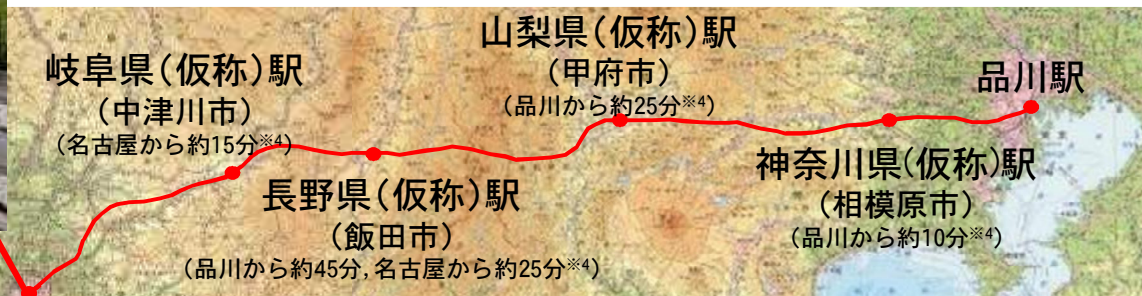 岐阜県(仮称)駅
(中津川市)
(名古屋から約15分※4)
長野県(仮称)駅
(飯田市)
(品川から約45分,名古屋から約25分※4)
山梨県(仮称)駅
(甲府市)
(品川から約25分※4)
神奈川県(仮称)駅
(相模原市)
(品川から約10分※4)
品川駅